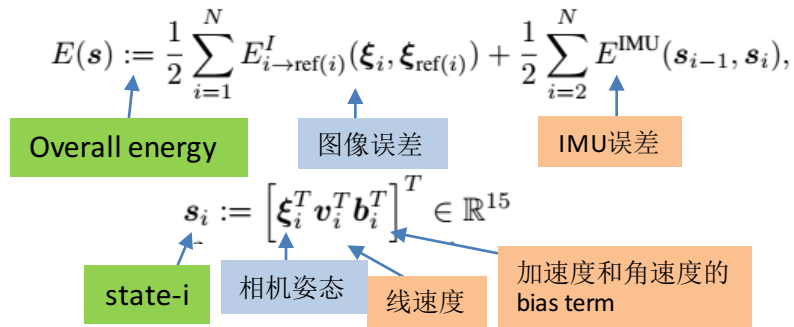 E(s) := 1/2 ∑_{i=1}^{N} E^I_{i→ref(i)}(ξ_i, ξ_{ref(i)}) + 1/2 ∑_{i=2}^{N} E^{IMU}(s_{i−1}, s_i),
Overall energy
图像误差
IMU误差
s_i := [ξ_i^T v_i^T b_i^T]^T ∈ ℝ^{15}
state-i
相机姿态
线速度
加速度和角速度的
bias term